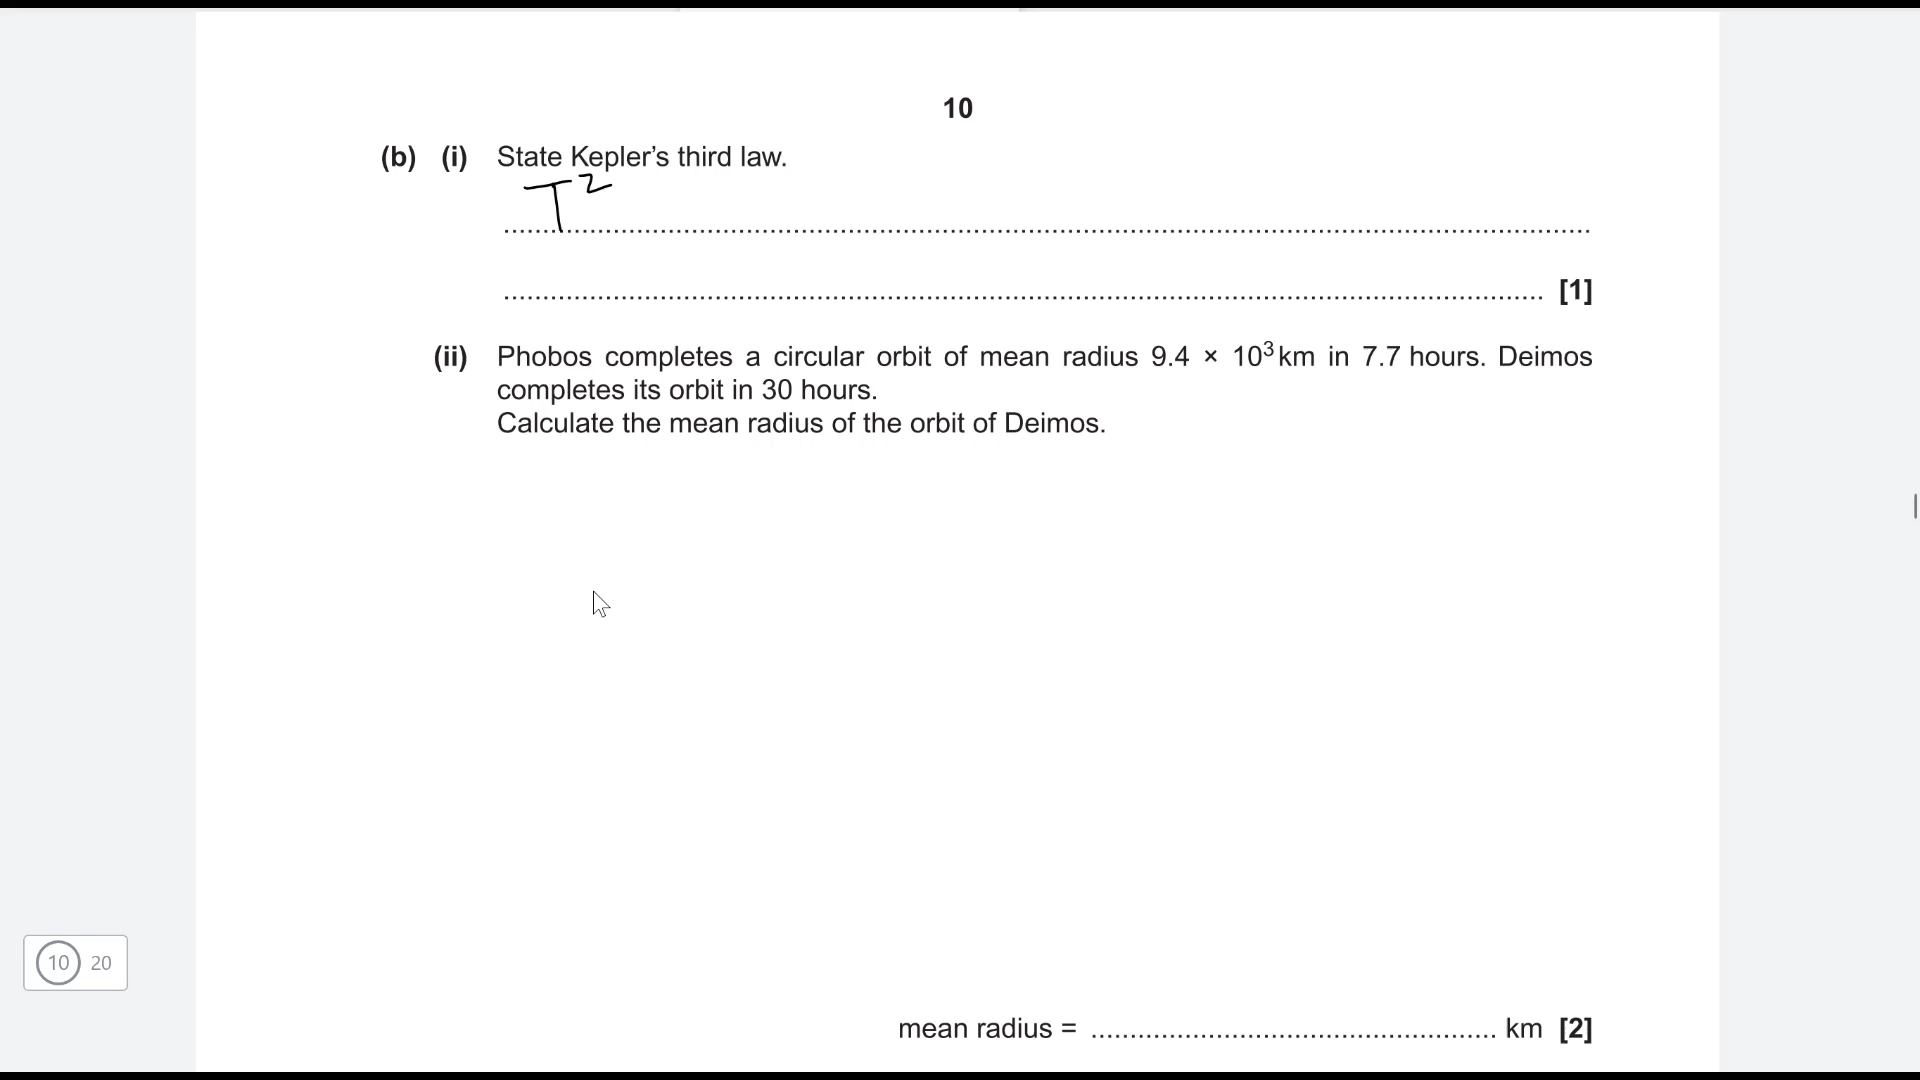 10
(b) (i) State Kepler's third law.
T²
........................................................................................................................................
.................................................................................................................................. [1]
(ii) Phobos completes a circular orbit of mean radius 9.4 × 10³ km in 7.7 hours. Deimos
completes its orbit in 30 hours.
Calculate the mean radius of the orbit of Deimos.
10 20
mean radius = .................................................. km [2]